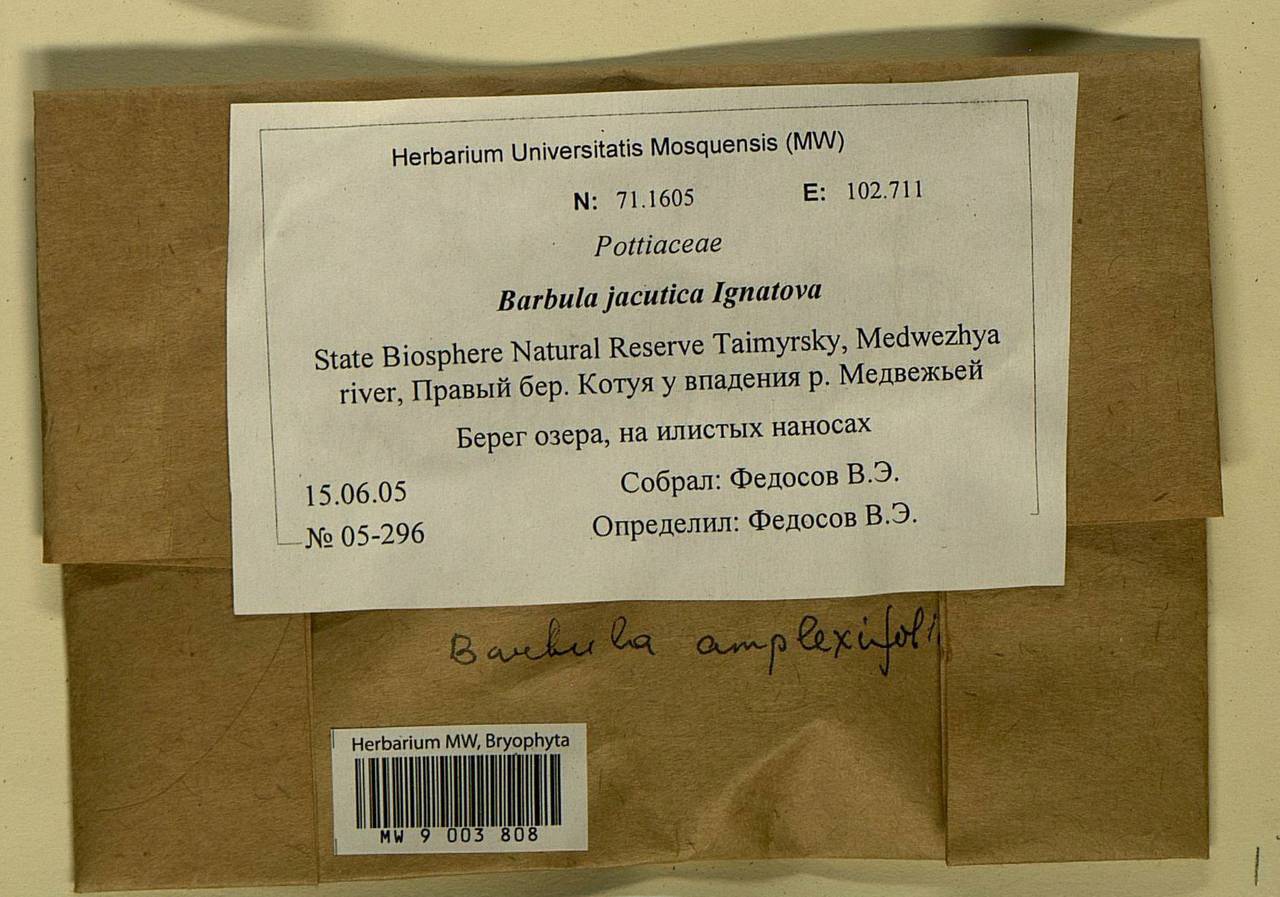 Herbarium Universitatis Mosquensis (MW)
N: 71.1605 E: 102.711
Pottiaceae
Barbula jacutica Ignatova
State Biosphere Natural Reserve Taimyrsky, Medwezhya
river, Правый бер. Котуя у впадения р. Медвежьей
Берег озера, на илистых наносах
15.06.05 Собрал: Федосов В.Э.
№ 05-296 Определил: Федосов В.Э.
Barbula amplexifoli
Herbarium MW, Bryophyta
MW 9 003 808